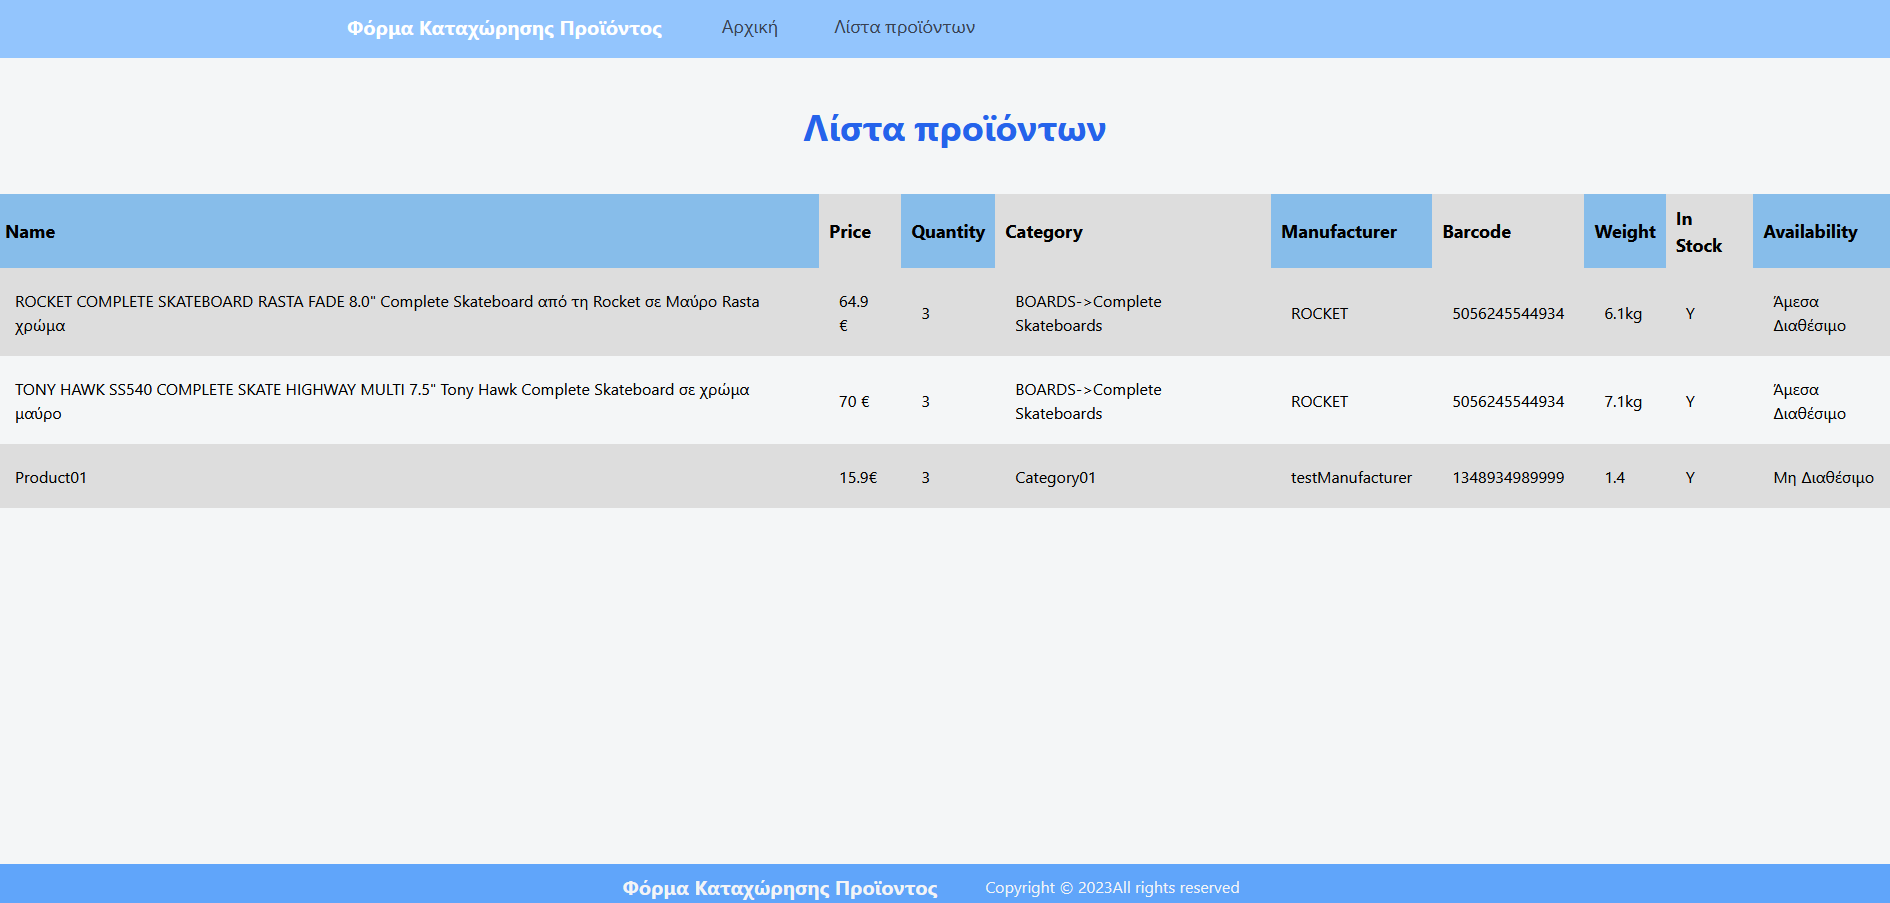 Φόρμα Καταχώρησης Προϊόντος Αρχική Λίστα προϊόντων
Λίστα προϊόντων
Name Price Quantity Category Manufacturer Barcode Weight In Stock Availability
ROCKET COMPLETE SKATEBOARD RASTA FADE 8.0" Complete Skateboard από τη Rocket σε Μαύρο Rasta χρώμα 64.9 € 3 BOARDS->Complete Skateboards ROCKET 5056245544934 6.1kg Y Άμεσα Διαθέσιμο
TONY HAWK SS540 COMPLETE SKATE HIGHWAY MULTI 7.5" Tony Hawk Complete Skateboard σε χρώμα μαύρο 70 € 3 BOARDS->Complete Skateboards ROCKET 5056245544934 7.1kg Y Άμεσα Διαθέσιμο
Product01 15.9€ 3 Category01 testManufacturer 1348934989999 1.4 Y Μη Διαθέσιμο
Φόρμα Καταχώρησης Προϊοντος Copyright © 2023All rights reserved